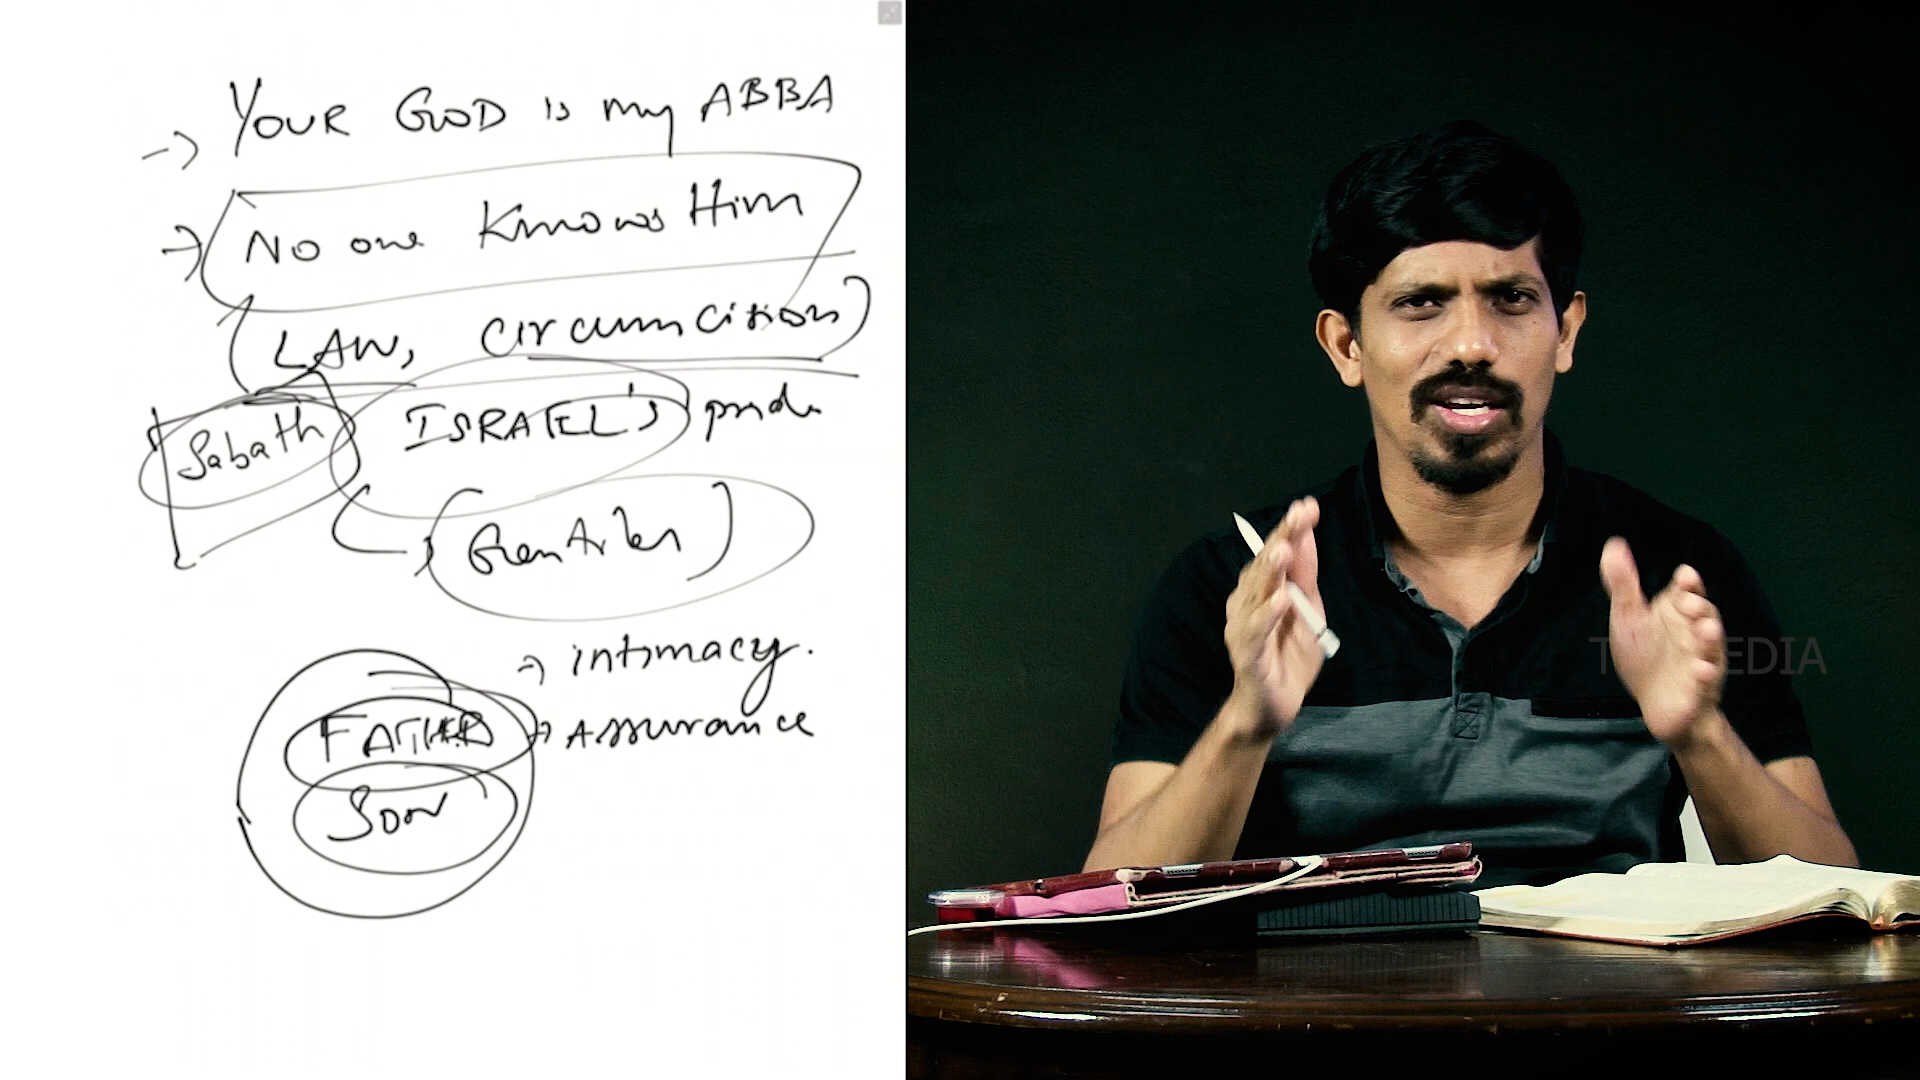 → YOUR GOD is my ABBA
→ No one Knows Him
(LAW, Circumcision)
Sabath ISRAEL'S pride
→ (Gentiles)
→ intimacy.
FATHER → Assurance
SON